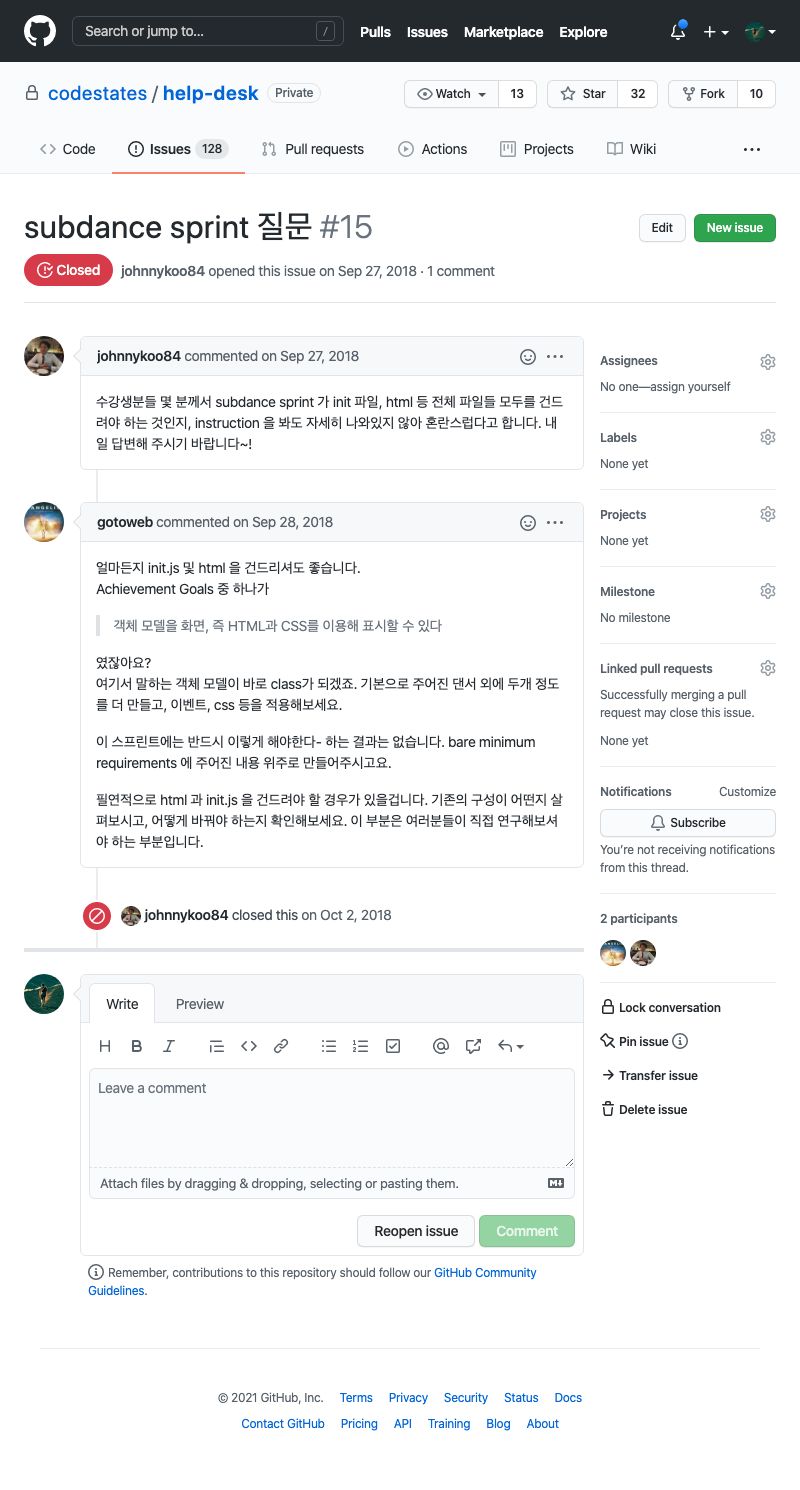 Search or jump to... /
Pulls Issues Marketplace Explore
codestates / help-desk Private
Watch 13 Star 32 Fork 10
Code Issues 128 Pull requests Actions Projects Wiki ...
subdance sprint 질문 #15
Edit New issue
Closed johnnykoo84 opened this issue on Sep 27, 2018 · 1 comment
johnnykoo84 commented on Sep 27, 2018
수강생분들 몇 분께서 subdance sprint 가 init 파일, html 등 전체 파일들 모두를 건드
려야 하는 것인지, instruction 을 봐도 자세히 나와있지 않아 혼란스럽다고 합니다. 내
일 답변해 주시기 바랍니다~!
gotoweb commented on Sep 28, 2018
얼마든지 init.js 및 html 을 건드리셔도 좋습니다.
Achievement Goals 중 하나가
객체 모델을 화면, 즉 HTML과 CSS를 이용해 표시할 수 있다
였잖아요?
여기서 말하는 객체 모델이 바로 class가 되겠죠. 기본으로 주어진 댄서 외에 두개 정도
를 더 만들고, 이벤트, css 등을 적용해보세요.
이 스프린트에는 반드시 이렇게 해야한다- 하는 결과는 없습니다. bare minimum
requirements 에 주어진 내용 위주로 만들어주시고요.
필연적으로 html 과 init.js 을 건드려야 할 경우가 있을겁니다. 기존의 구성이 어떤지 살
펴보시고, 어떻게 바꿔야 하는지 확인해보세요. 이 부분은 여러분들이 직접 연구해보셔
야 하는 부분입니다.
johnnykoo84 closed this on Oct 2, 2018
Write Preview
Leave a comment
Attach files by dragging & dropping, selecting or pasting them.
Reopen issue Comment
Remember, contributions to this repository should follow our GitHub Community
Guidelines.
Assignees
No one—assign yourself
Labels
None yet
Projects
None yet
Milestone
No milestone
Linked pull requests
Successfully merging a pull
request may close this issue.
None yet
Notifications Customize
Subscribe
You're not receiving notifications
from this thread.
2 participants
Lock conversation
Pin issue
Transfer issue
Delete issue
© 2021 GitHub, Inc. Terms Privacy Security Status Docs
Contact GitHub Pricing API Training Blog About